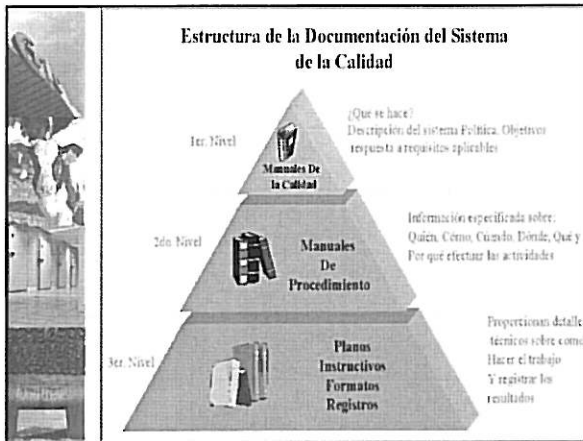 Estructura de la Documentación del Sistema
de la Calidad
1er. Nivel
¿Que se hace?
Descripción del sistema Política. Objetivos
respuesta a requisitos aplicables
Manuales De
la Calidad
2do. Nivel
Manuales
De
Procedimiento
Información especificada sobre:
Quién, Cómo, Cuando, Dónde, Qué y
Por qué efectuar las actividades
3er. Nivel
Planos
Instructivos
Formatos
Registros
Proporcionan detalle
técnicos sobre como
Hacer el trabajo
Y registrar los
resultados